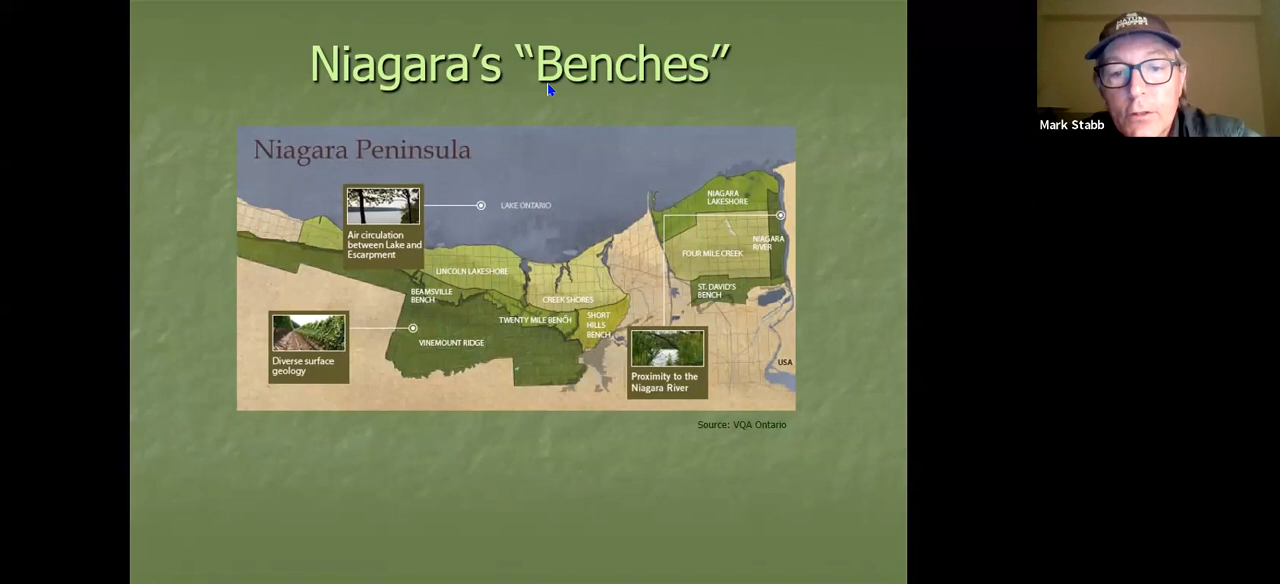 Niagara's “Benches”
Niagara Peninsula
NIAGARA
LAKESHORE
LAKE ONTARIO
Air circulation
between Lake and
Escarpment
NIAGARA
RIVER
FOUR MILE CREEK
LINCOLN LAKESHORE
ST. DAVID'S
BENCH
BEAMSVILLE
BENCH
CREEK SHORES
TWENTY MILE BENCH
SHORT
HILLS
BENCH
VINEMOUNT RIDGE
Diverse surface
geology
Proximity to the
Niagara River
USA
Source: VQA Ontario
NATURE
Mark Stabb